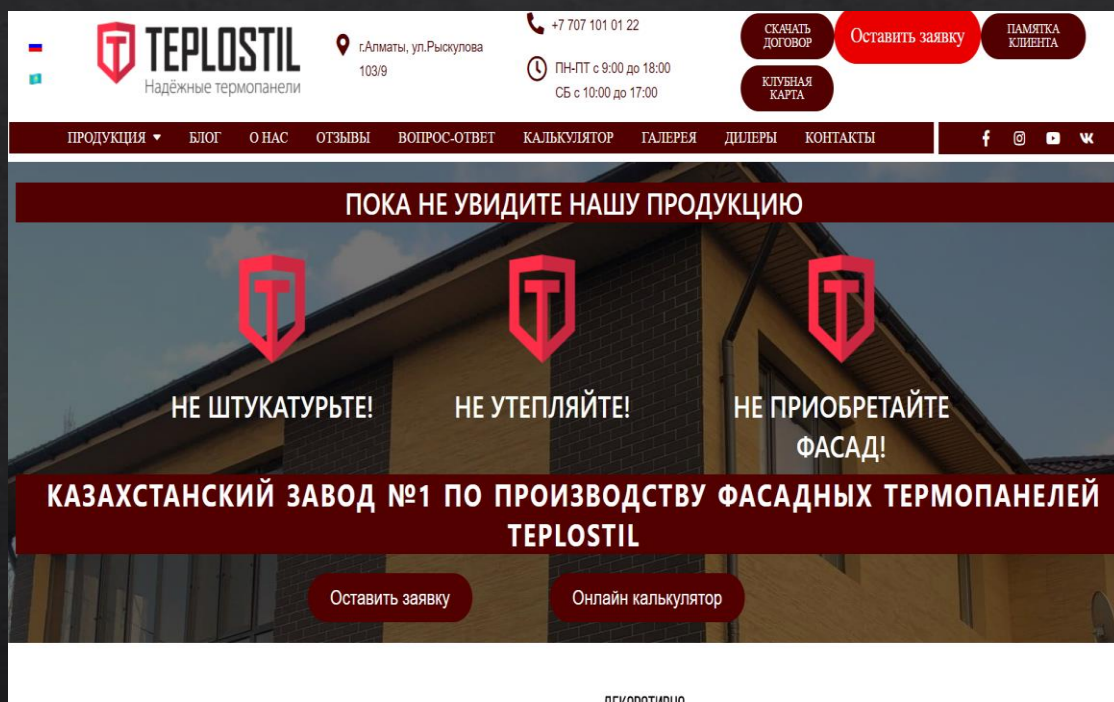 TEPLOSTIL
Надёжные термопанели
г.Алматы, ул.Рыскулова
103/9
+7 707 101 01 22
ПН-ПТ с 9:00 до 18:00
СБ с 10:00 до 17:00
СКАЧАТЬ
ДОГОВОР
Оставить заявку
ПАМЯТКА
КЛИЕНТА
КЛУБНАЯ
КАРТА
ПРОДУКЦИЯ БЛОГ О НАС ОТЗЫВЫ ВОПРОС-ОТВЕТ КАЛЬКУЛЯТОР ГАЛЕРЕЯ ДИЛЕРЫ КОНТАКТЫ
ПОКА НЕ УВИДИТЕ НАШУ ПРОДУКЦИЮ
НЕ ШТУКАТУРЬТЕ!
НЕ УТЕПЛЯЙТЕ!
НЕ ПРИОБРЕТАЙТЕ
ФАСАД!
КАЗАХСТАНСКИЙ ЗАВОД №1 ПО ПРОИЗВОДСТВУ ФАСАДНЫХ ТЕРМОПАНЕЛЕЙ
TEPLOSTIL
Оставить заявку
Онлайн калькулятор